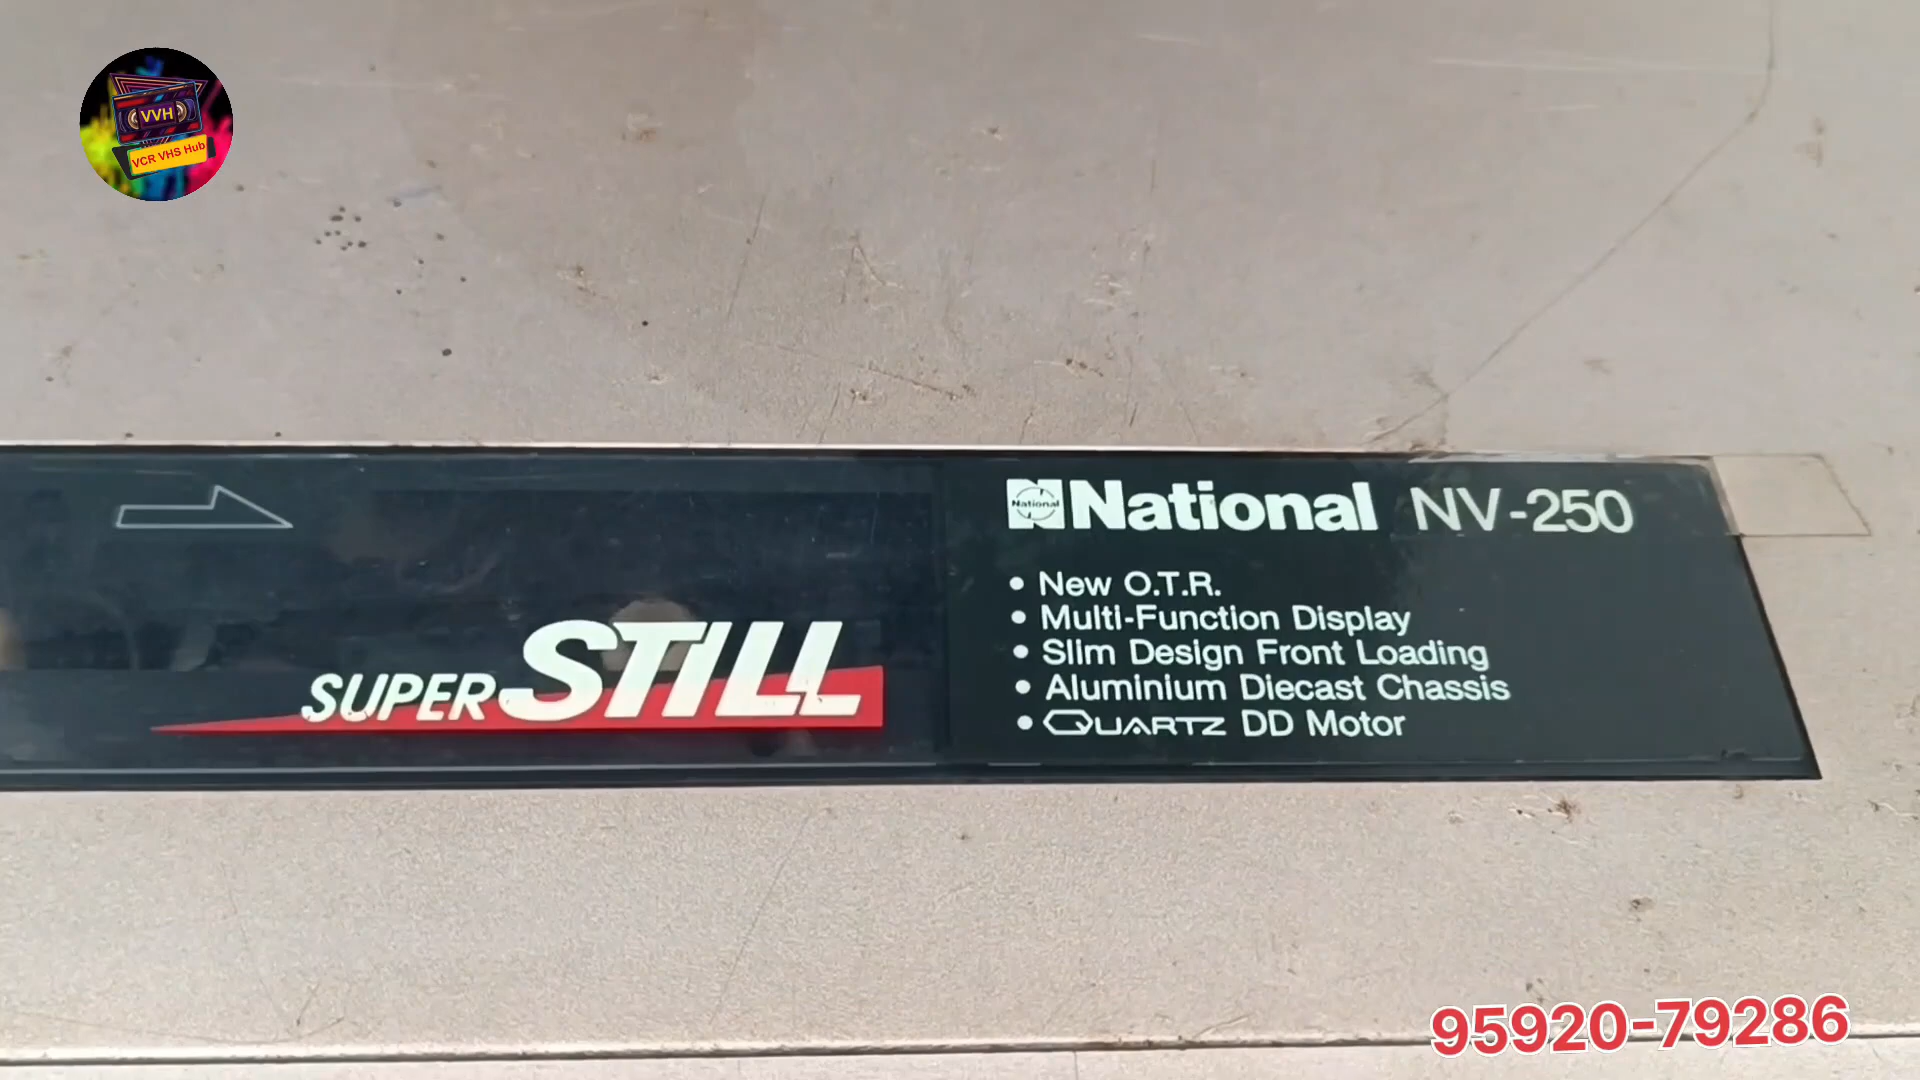 VVH
VCR VHS Hub
National National NV-250
• New O.T.R.
• Multi-Function Display
• Slim Design Front Loading
• Aluminium Diecast Chassis
• QUARTZ DD Motor
SUPER STILL
95920-79286